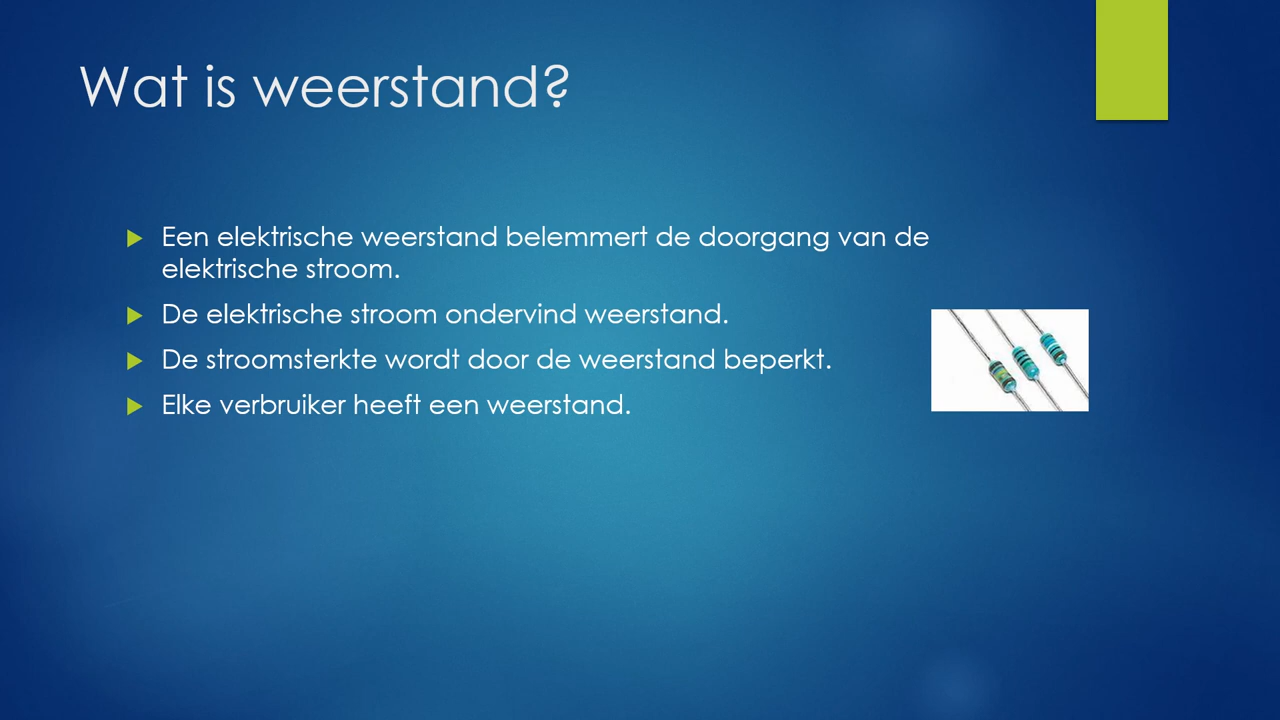 Wat is weerstand?
Een elektrische weerstand belemmert de doorgang van de
elektrische stroom.
De elektrische stroom ondervind weerstand.
De stroomsterkte wordt door de weerstand beperkt.
Elke verbruiker heeft een weerstand.